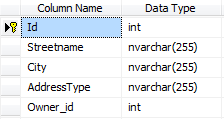 Column Name Data Type
Id int
Streetname nvarchar(255)
City nvarchar(255)
AddressType nvarchar(255)
Owner_id int